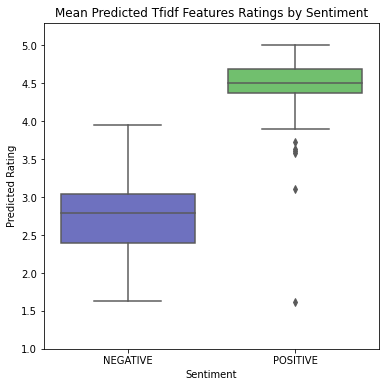 Mean Predicted Tfidf Features Ratings by Sentiment
5.0
4.5
4.0
3.5
3.0
2.5
2.0
1.5
1.0
Predicted Rating
NEGATIVE
POSITIVE
Sentiment